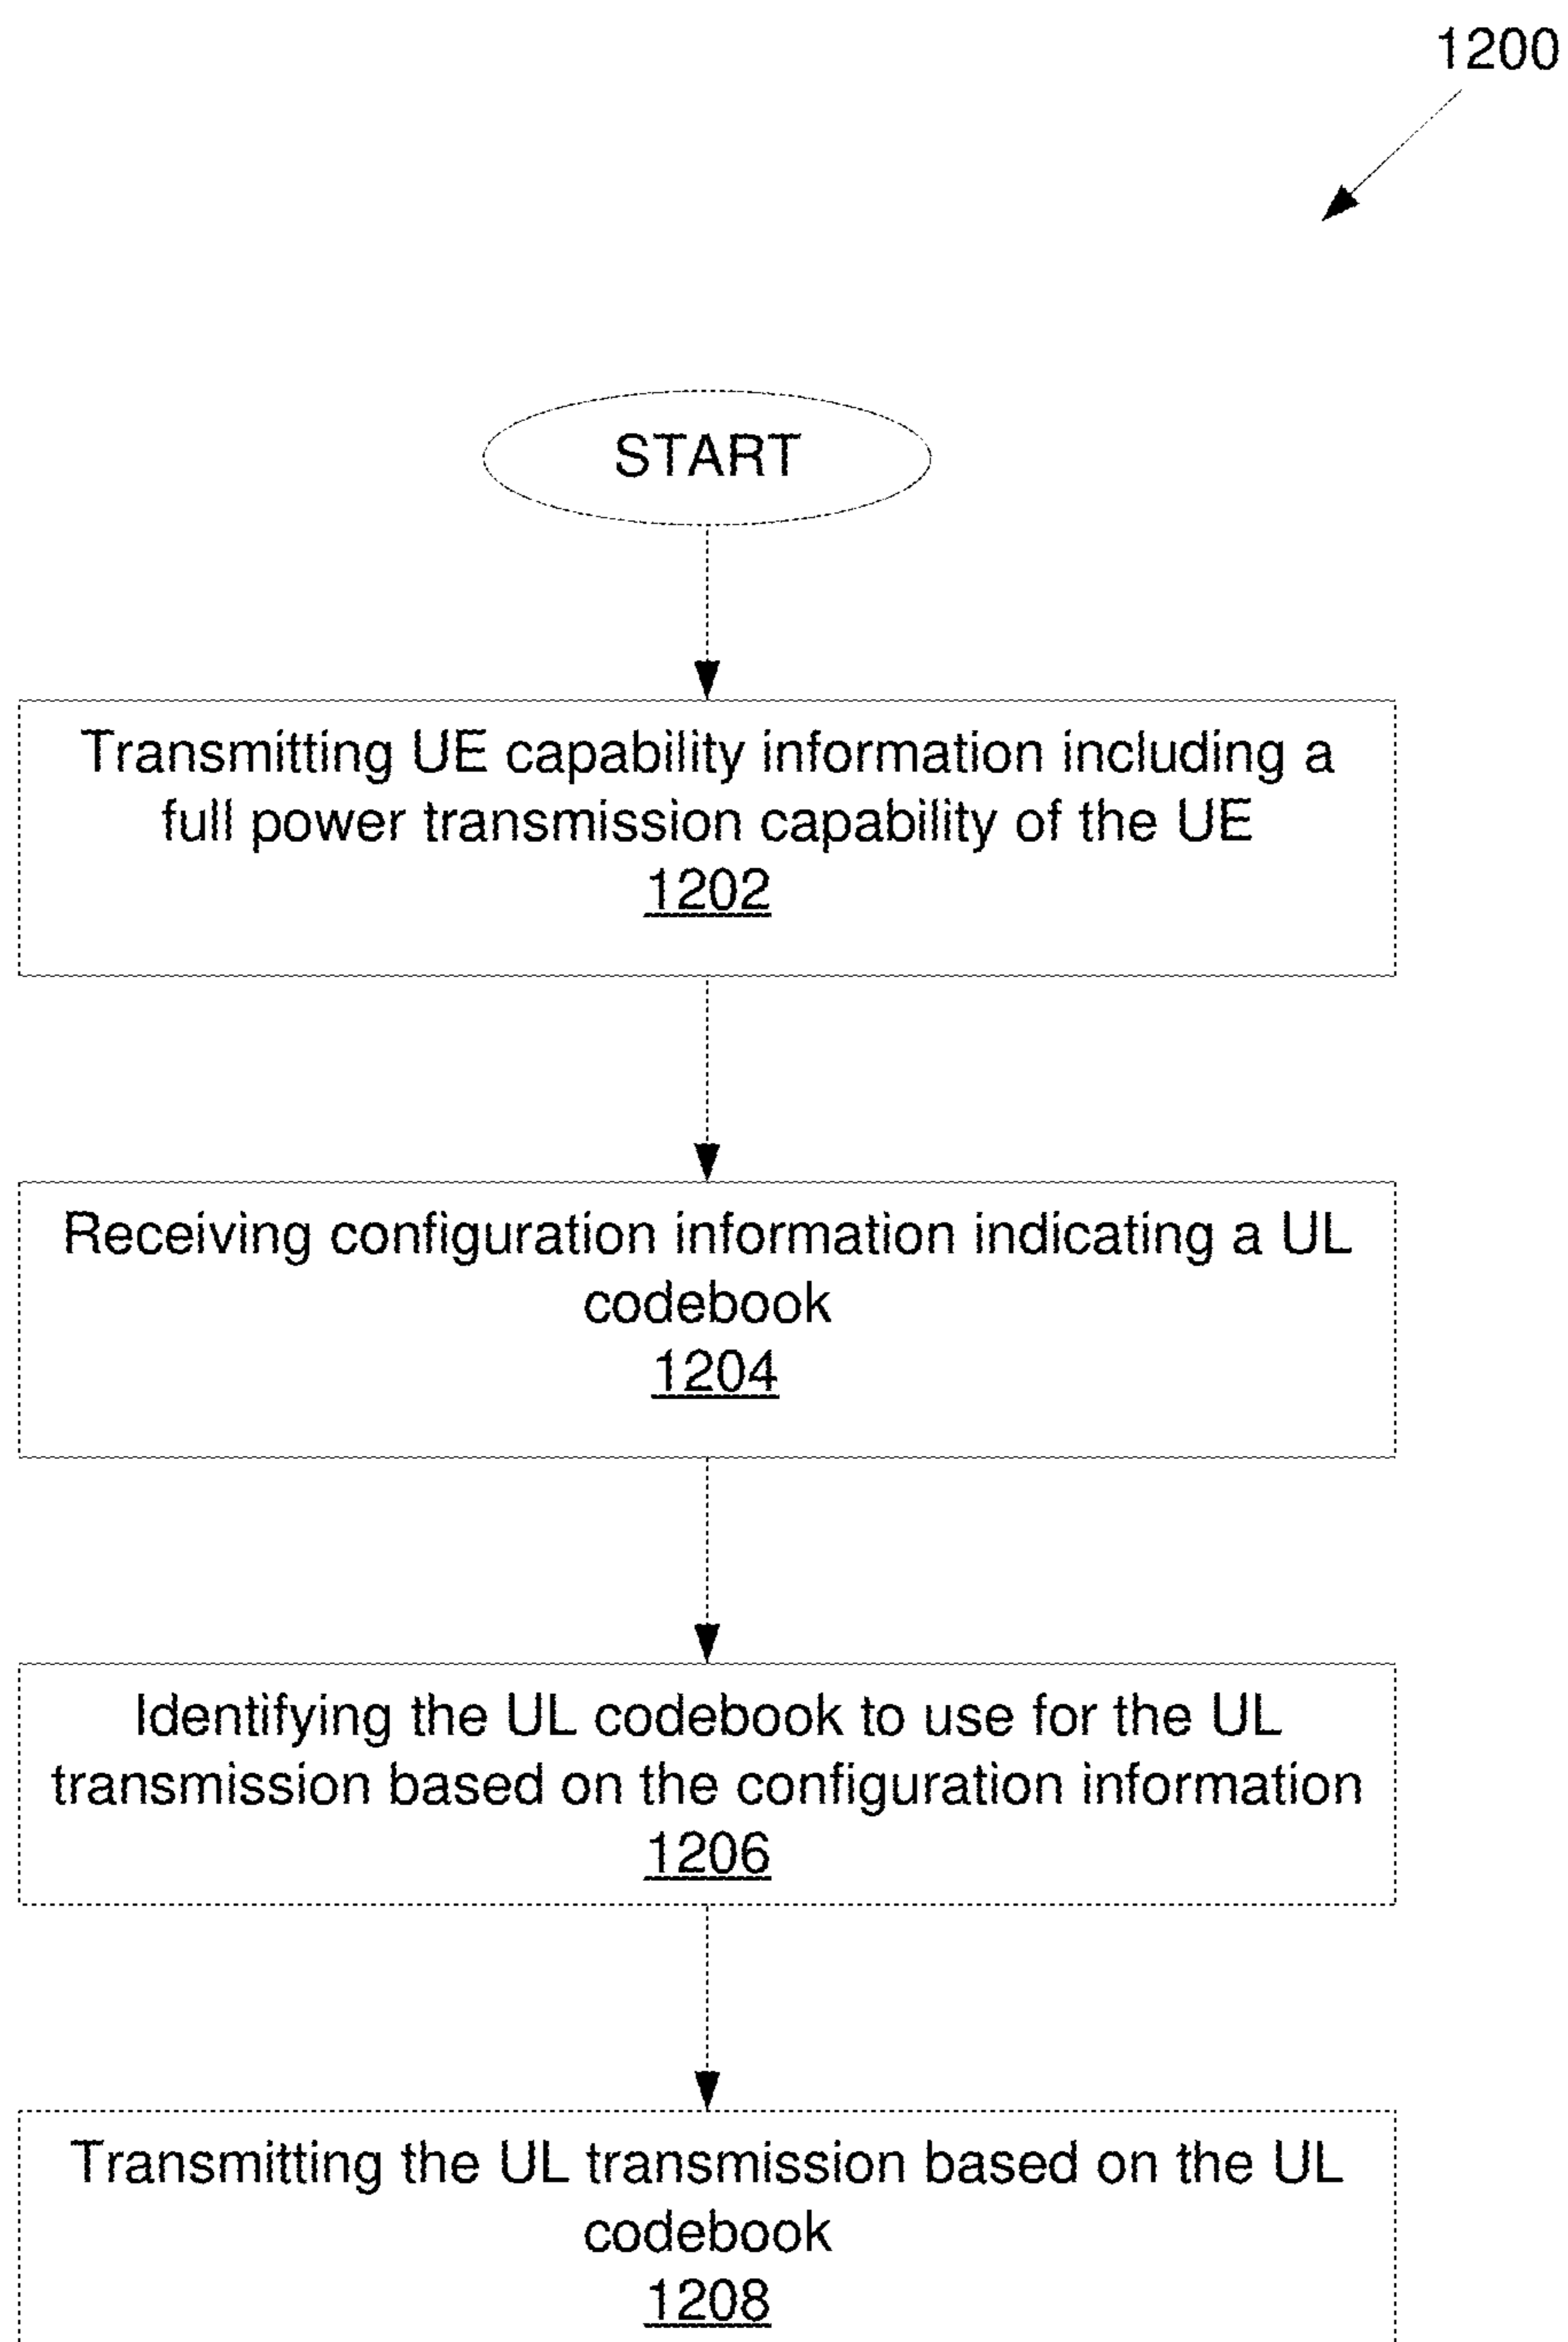 1200
START
Transmitting UE capability information including a
full power transmission capability of the UE
1202
Receiving configuration information indicating a UL
codebook
1204
Identifying the UL codebook to use for the UL
transmission based on the configuration information
1206
Transmitting the UL transmission based on the UL
codebook
1208